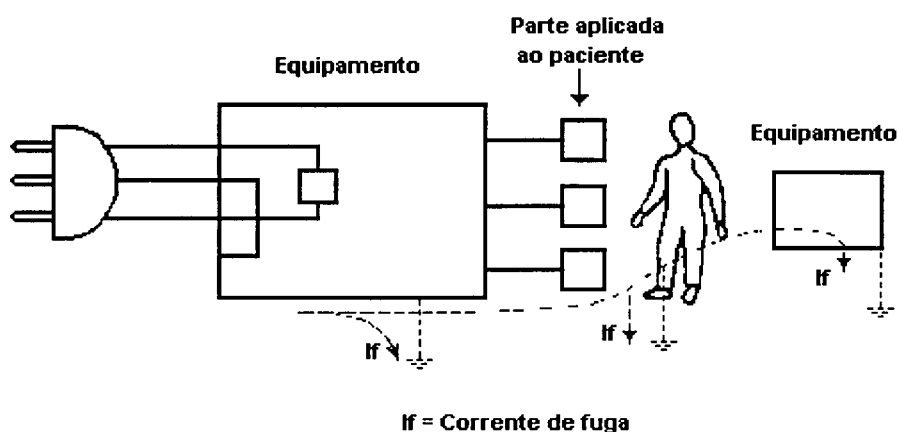 Parte aplicada
ao paciente
Equipamento
Equipamento
If
If
If
If = Corrente de fuga